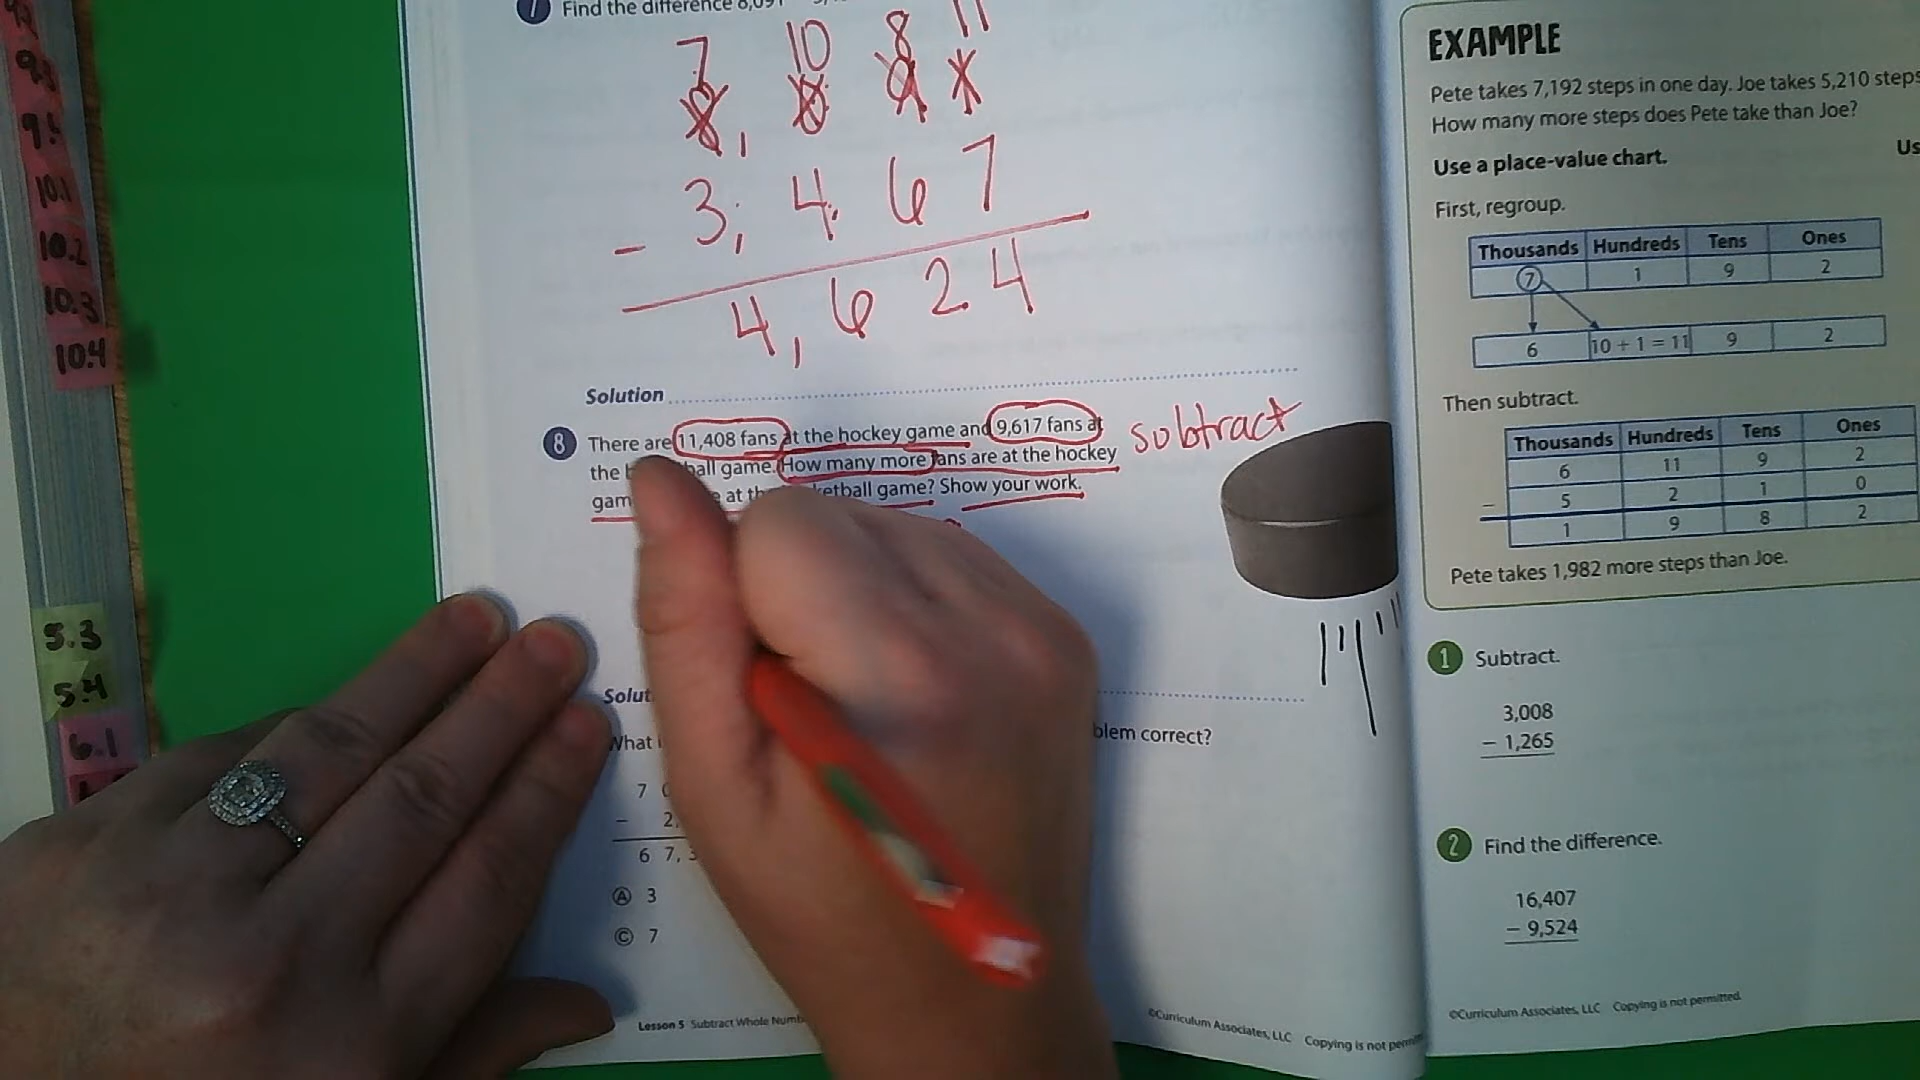 7 Find the difference 8,091
7 10 8 11
8, 0 9 1
3, 4 6 7
-
4, 6 2 4
Solution
8 There are 11,408 fans at the hockey game and 9,617 fans at
the ball game. How many more fans are at the hockey
game at the basketball game? Show your work.
subtract
Solut
What
blem correct?
7
- 2
6 7, 3
A 3
C 7
Lesson 5 Subtract Whole Numb
©Curriculum Associates, LLC Copying is not perm
EXAMPLE
Pete takes 7,192 steps in one day. Joe takes 5,210 steps
How many more steps does Pete take than Joe?
Use a place-value chart.
Us
First, regroup.
Thousands Hundreds Tens Ones
7 1 9 2
6 10 + 1 = 11 9 2
Then subtract.
Thousands Hundreds Tens Ones
6 11 9 2
- 5 2 1 0
1 9 8 2
Pete takes 1,982 more steps than Joe.
1 Subtract.
3,008
- 1,265
2 Find the difference.
16,407
- 9,524
©Curriculum Associates, LLC Copying is not permitted.
9.3
10.1
10.2
10.3
10.4
5.3
5.4
6.1